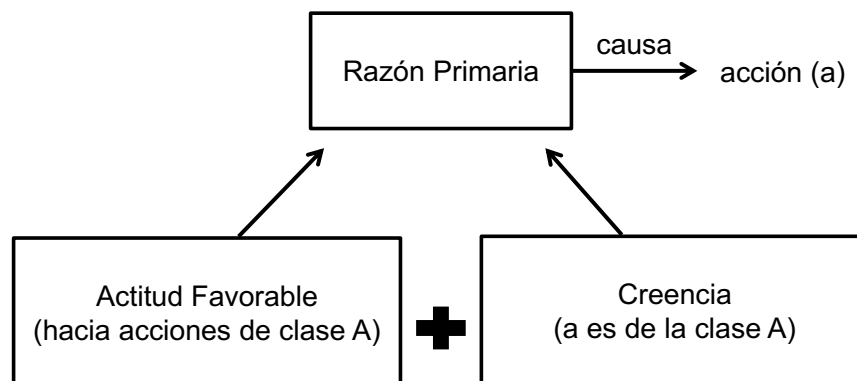 causa
Razón Primaria
acción (a)
Actitud Favorable
(hacia acciones de clase A)
Creencia
(a es de la clase A)